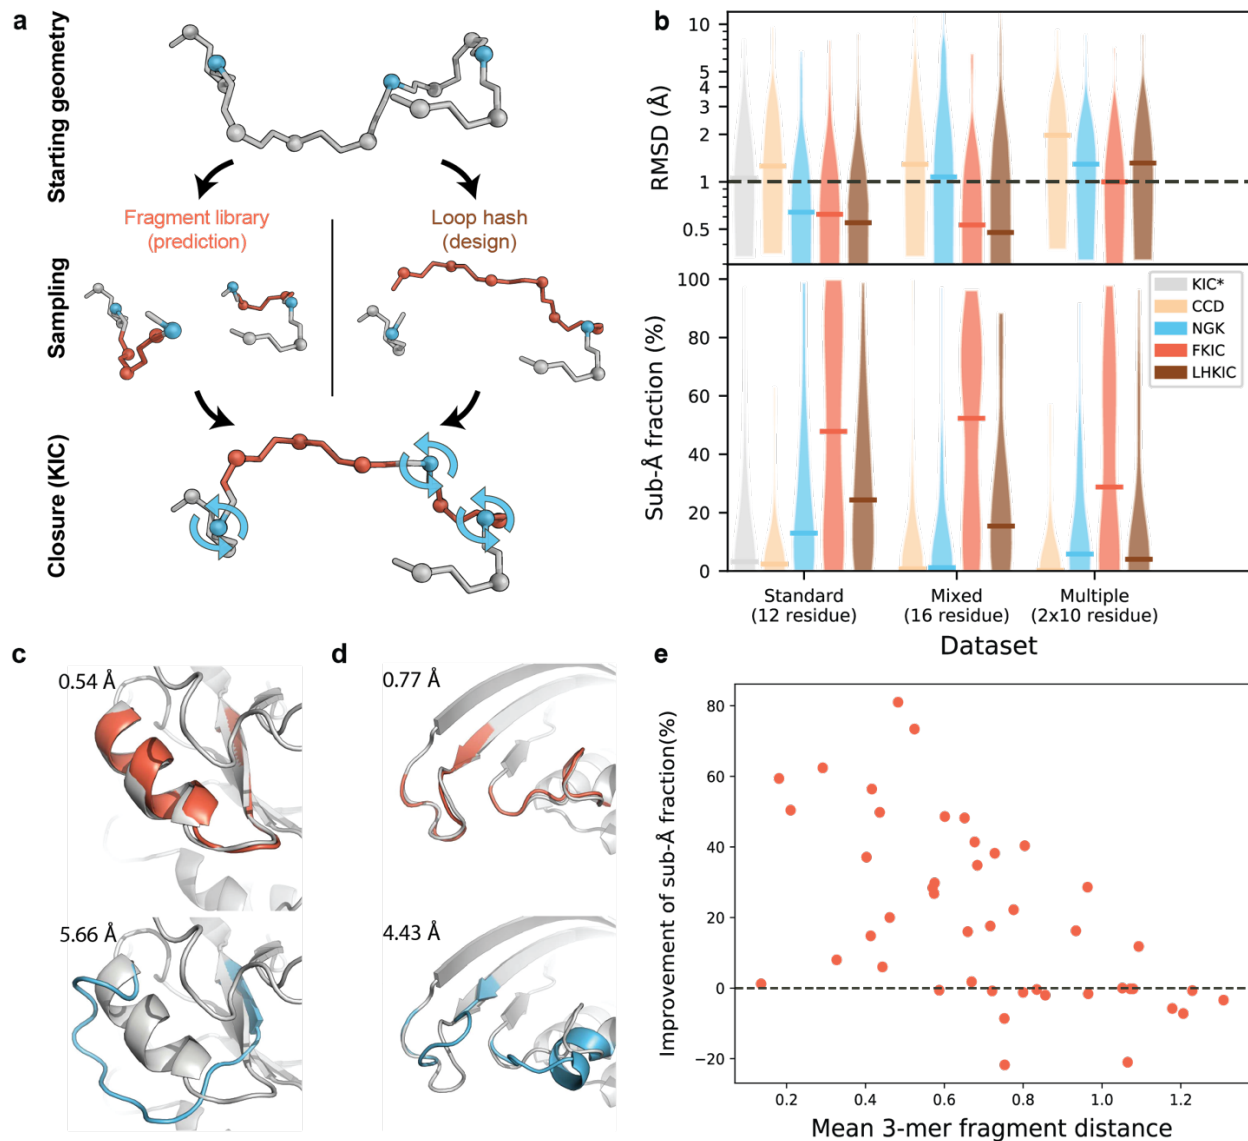 a
Starting geometry
Fragment library
(prediction)
Loop hash
(design)
Sampling
Closure (KIC)
b
RMSD (Å)
10
5
4
3
2
1
0.5
Sub-Å fraction (%)
100
80
60
40
20
0
KIC*
CCD
NGK
FKIC
LHKIC
Standard
(12 residue)
Mixed
(16 residue)
Multiple
(2x10 residue)
Dataset
c
0.54 Å
5.66 Å
d
0.77 Å
4.43 Å
e
Improvement of sub-Å fraction(%)
80
60
40
20
0
−20
0.2
0.4
0.6
0.8
1.0
1.2
Mean 3-mer fragment distance